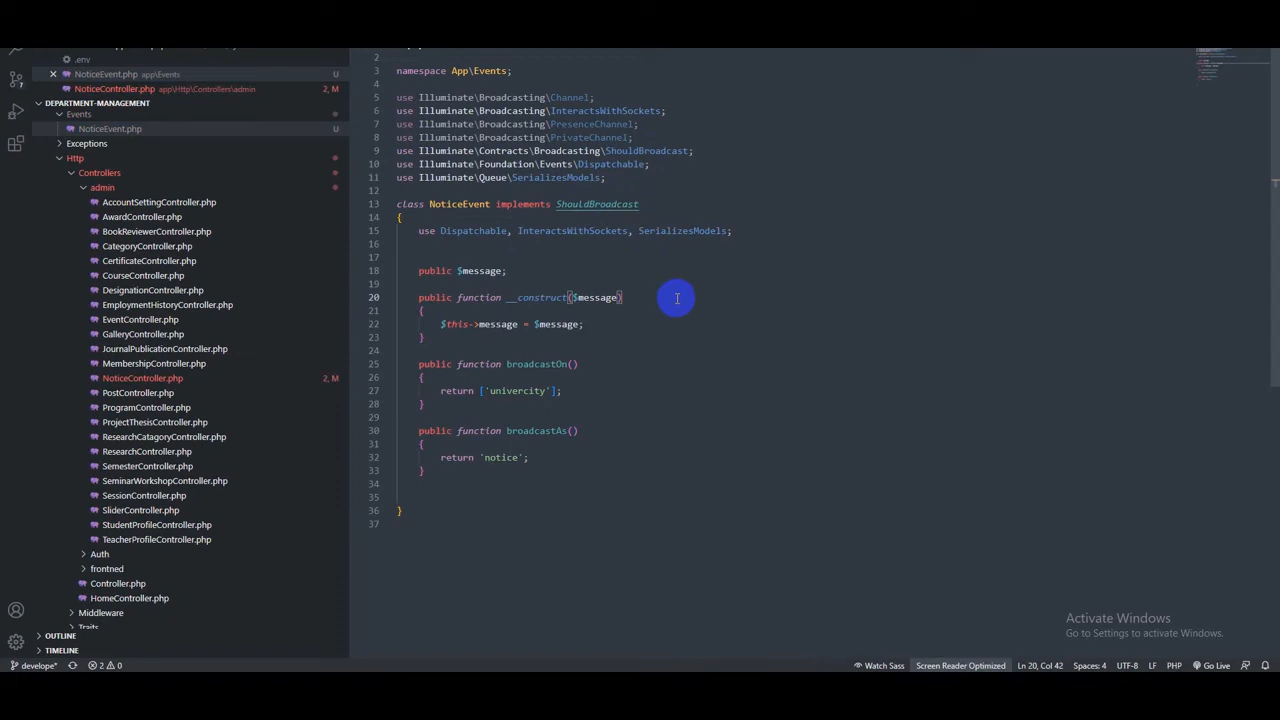 .env
NoticeEvent.php app\Events U
NoticeController.php app\Http\Controllers\admin 2, M
DEPARTMENT-MANAGEMENT
Events
NoticeEvent.php U
Exceptions
Http
Controllers
admin
AccountSettingController.php
AwardController.php
BookReviewerController.php
CategoryController.php
CertificateController.php
CourseController.php
DesignationController.php
EmploymentHistoryController.php
EventController.php
GalleryController.php
JournalPublicationController.php
MembershipController.php
NoticeController.php 2, M
PostController.php
ProgramController.php
ProjectThesisController.php
ResearchCatagoryController.php
ResearchController.php
SemesterController.php
SeminarWorkshopController.php
SessionController.php
SliderController.php
StudentProfileController.php
TeacherProfileController.php
Auth
frontned
Controller.php
HomeController.php
Middleware
Traits
OUTLINE
TIMELINE
2
3 namespace App\Events;
4
5 use Illuminate\Broadcasting\Channel;
6 use Illuminate\Broadcasting\InteractsWithSockets;
7 use Illuminate\Broadcasting\PresenceChannel;
8 use Illuminate\Broadcasting\PrivateChannel;
9 use Illuminate\Contracts\Broadcasting\ShouldBroadcast;
10 use Illuminate\Foundation\Events\Dispatchable;
11 use Illuminate\Queue\SerializesModels;
12
13 class NoticeEvent implements ShouldBroadcast
14 {
15 use Dispatchable, InteractsWithSockets, SerializesModels;
16
17
18 public $message;
19
20 public function __construct($message)
21 {
22 $this->message = $message;
23 }
24
25 public function broadcastOn()
26 {
27 return ['univercity'];
28 }
29
30 public function broadcastAs()
31 {
32 return 'notice';
33 }
34
35
36 }
37
Activate Windows
Go to Settings to activate Windows.
develope* 2 0 Watch Sass Screen Reader Optimized Ln 20, Col 42 Spaces: 4 UTF-8 LF PHP Go Live